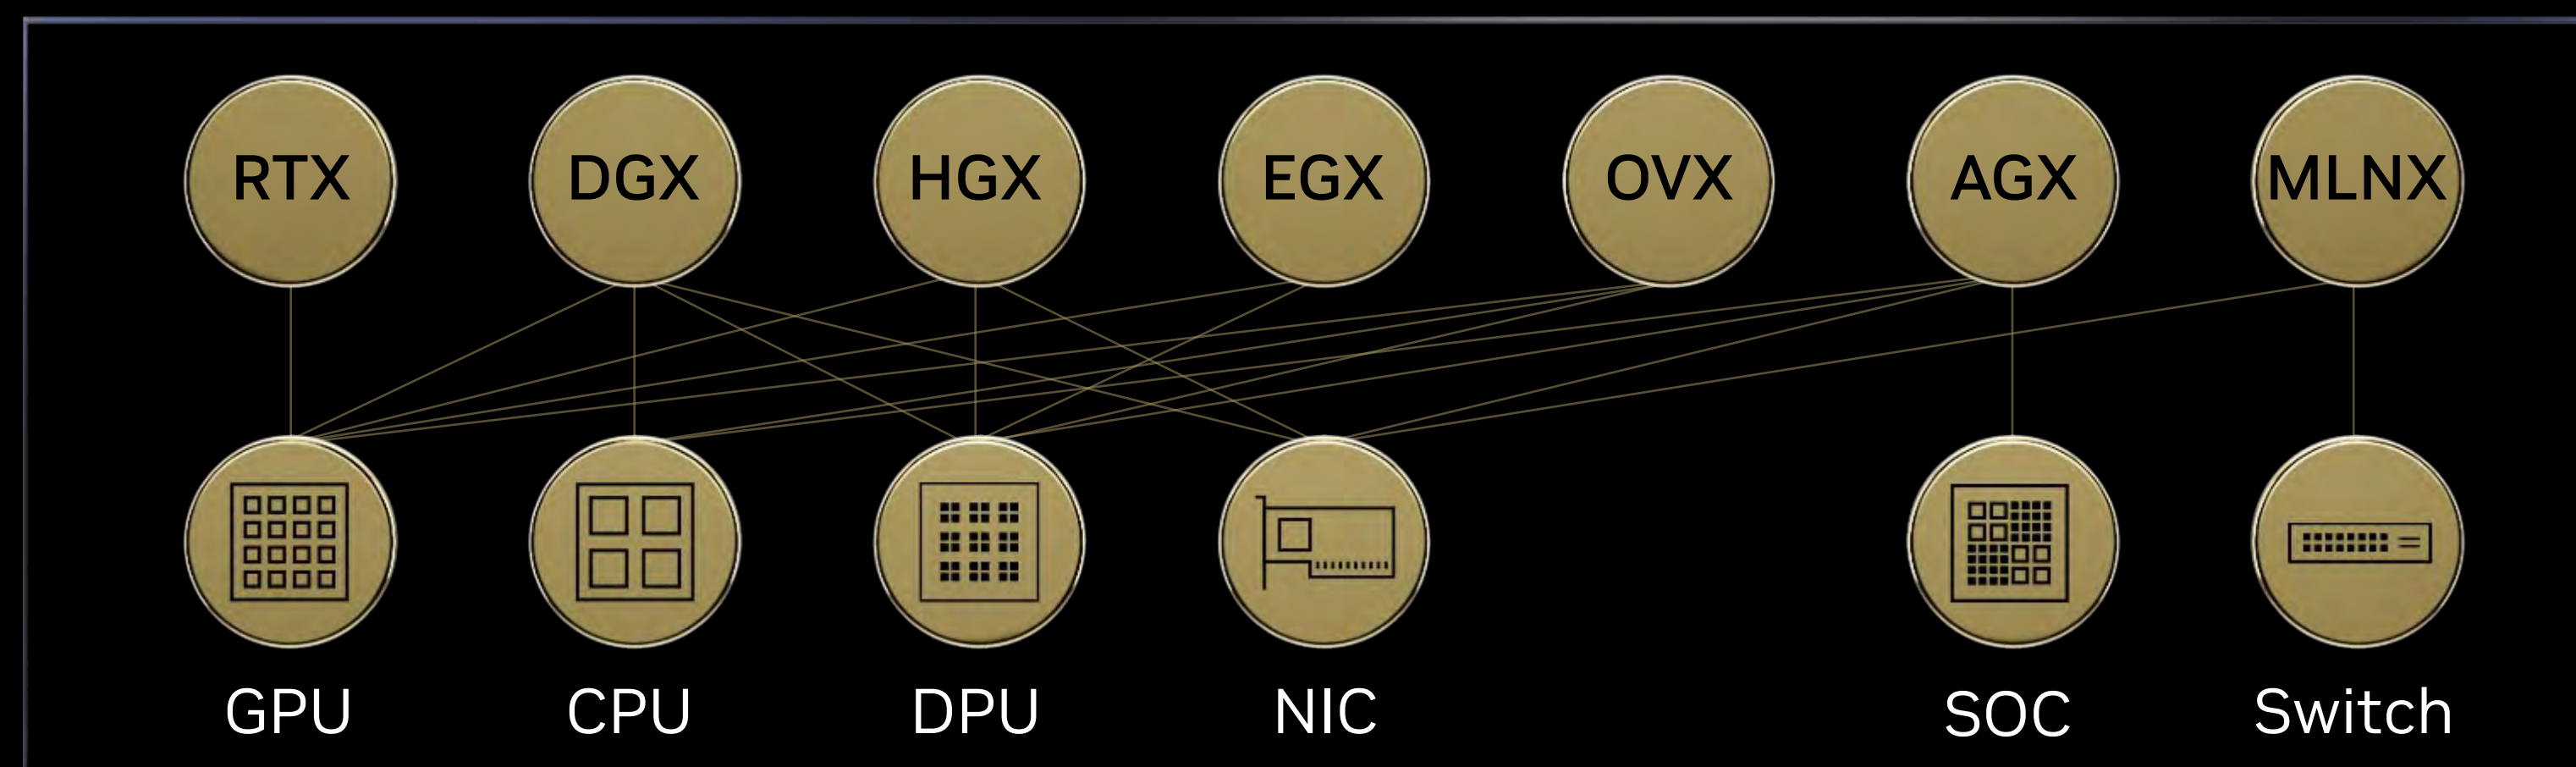 RTX DGX HGX EGX OVX AGX MLNX
GPU CPU DPU NIC SOC Switch